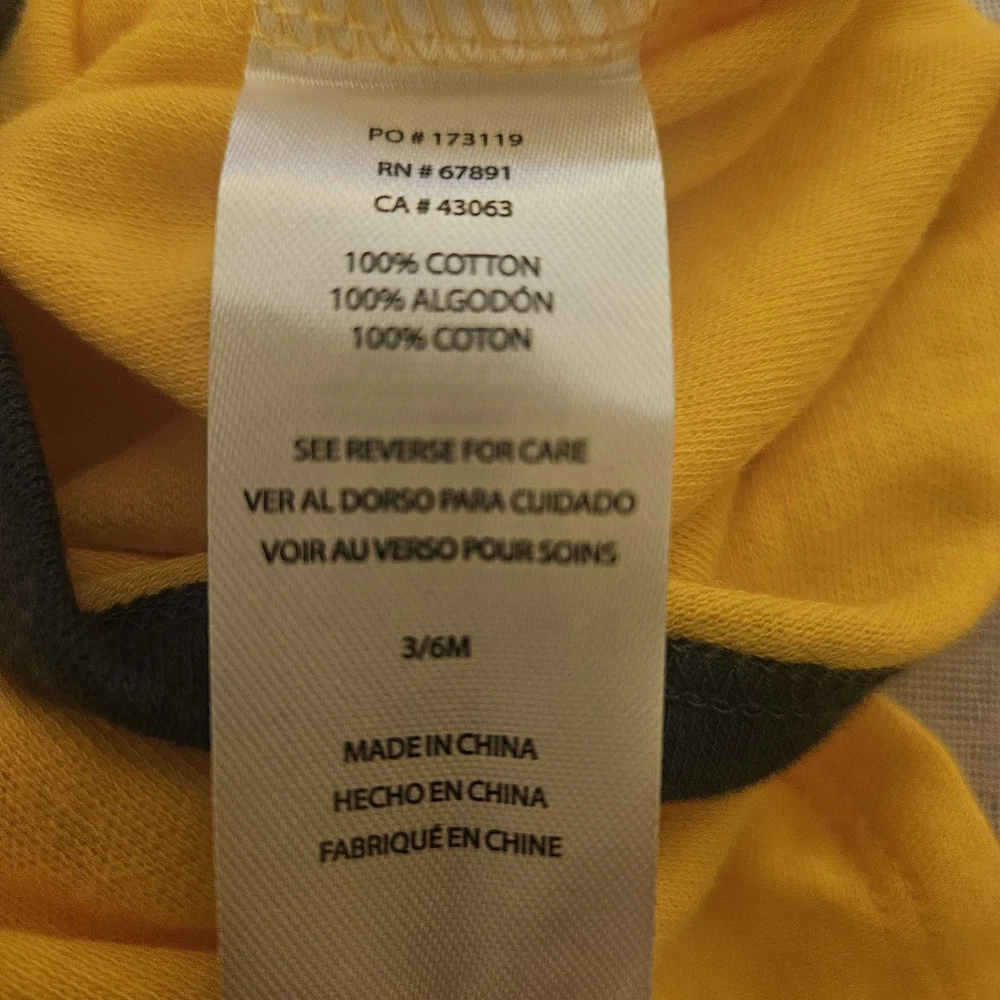 PO # 173119
RN # 67891
CA # 43063
100% COTTON
100% ALGODÓN
100% COTON
SEE REVERSE FOR CARE
VER AL DORSO PARA CUIDADO
VOIR AU VERSO POUR SOINS
3/6M
MADE IN CHINA
HECHO EN CHINA
FABRIQUÉ EN CHINE